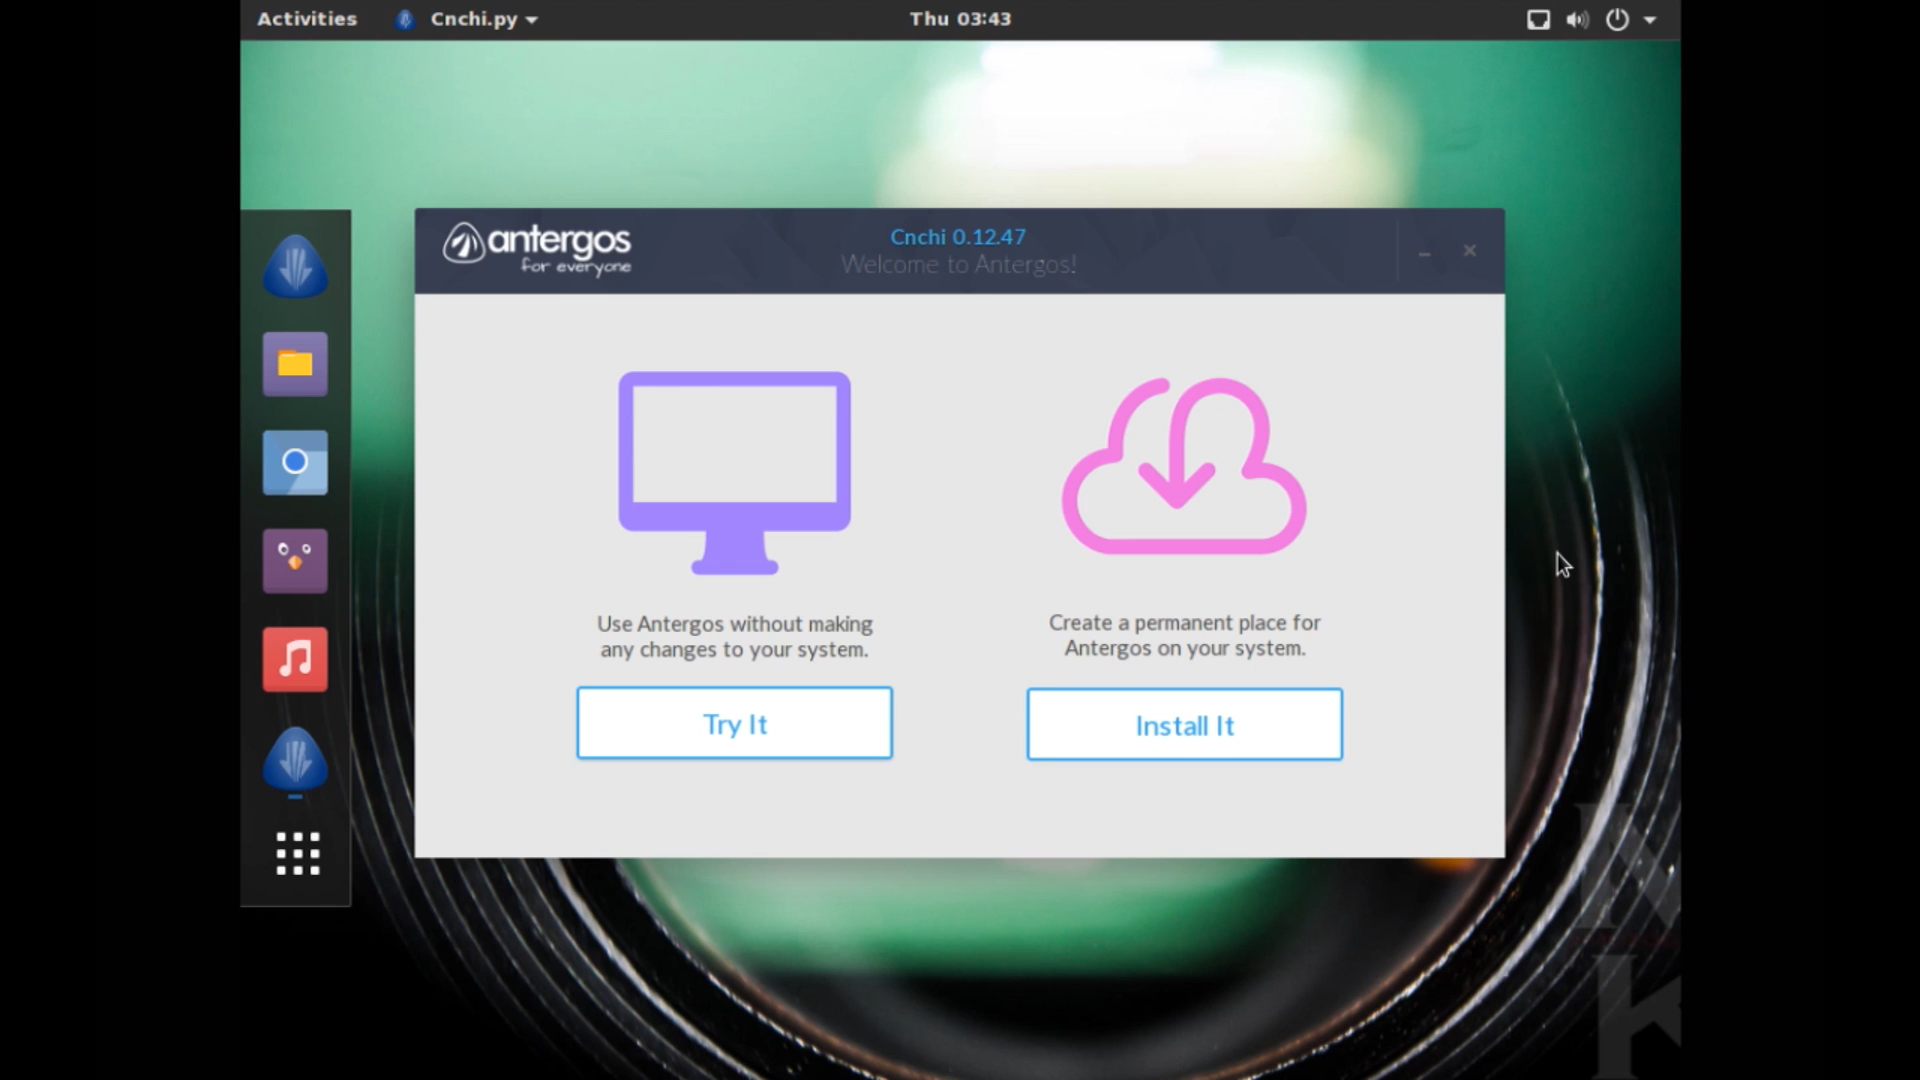 Activities
Cnchi.py
Thu 03:43
antergos
for everyone
Cnchi 0.12.47
Welcome to Antergos!
Use Antergos without making
any changes to your system.
Try It
Create a permanent place for
Antergos on your system.
Install It